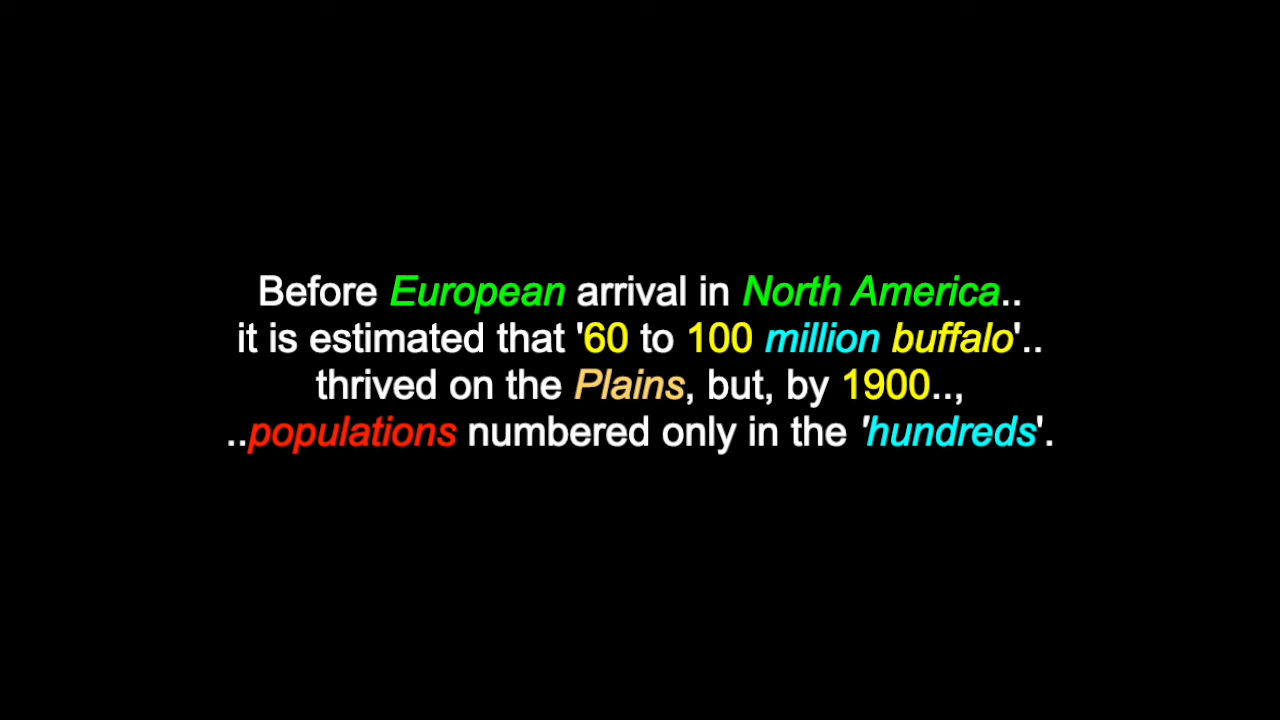 Before European arrival in North America..
it is estimated that '60 to 100 million buffalo'..
thrived on the Plains, but, by 1900..,
..populations numbered only in the 'hundreds'.